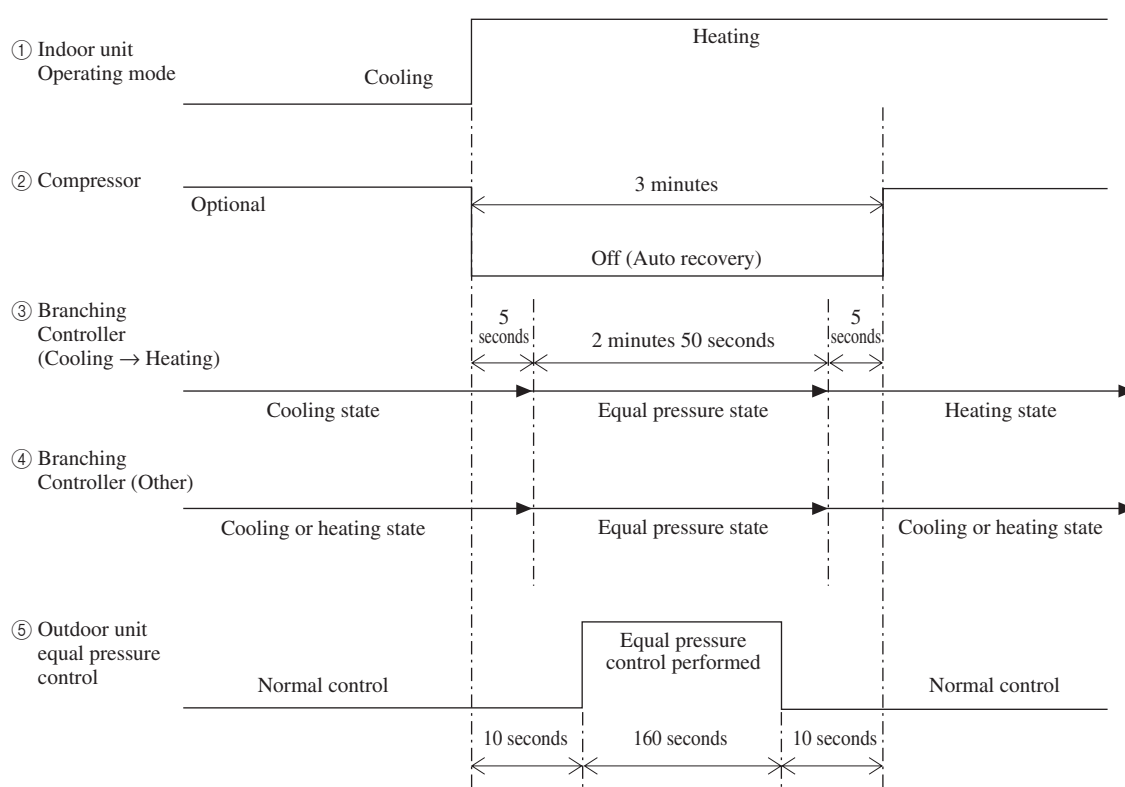 ① Indoor unit
Operating mode
Cooling
Heating
② Compressor
Optional
3 minutes
Off (Auto recovery)
③ Branching
Controller
(Cooling → Heating)
5
seconds
2 minutes 50 seconds
5
seconds
Cooling state
Equal pressure state
Heating state
④ Branching
Controller (Other)
Cooling or heating state
Equal pressure state
Cooling or heating state
⑤ Outdoor unit
equal pressure
control
Normal control
Equal pressure
control performed
Normal control
10 seconds
160 seconds
10 seconds